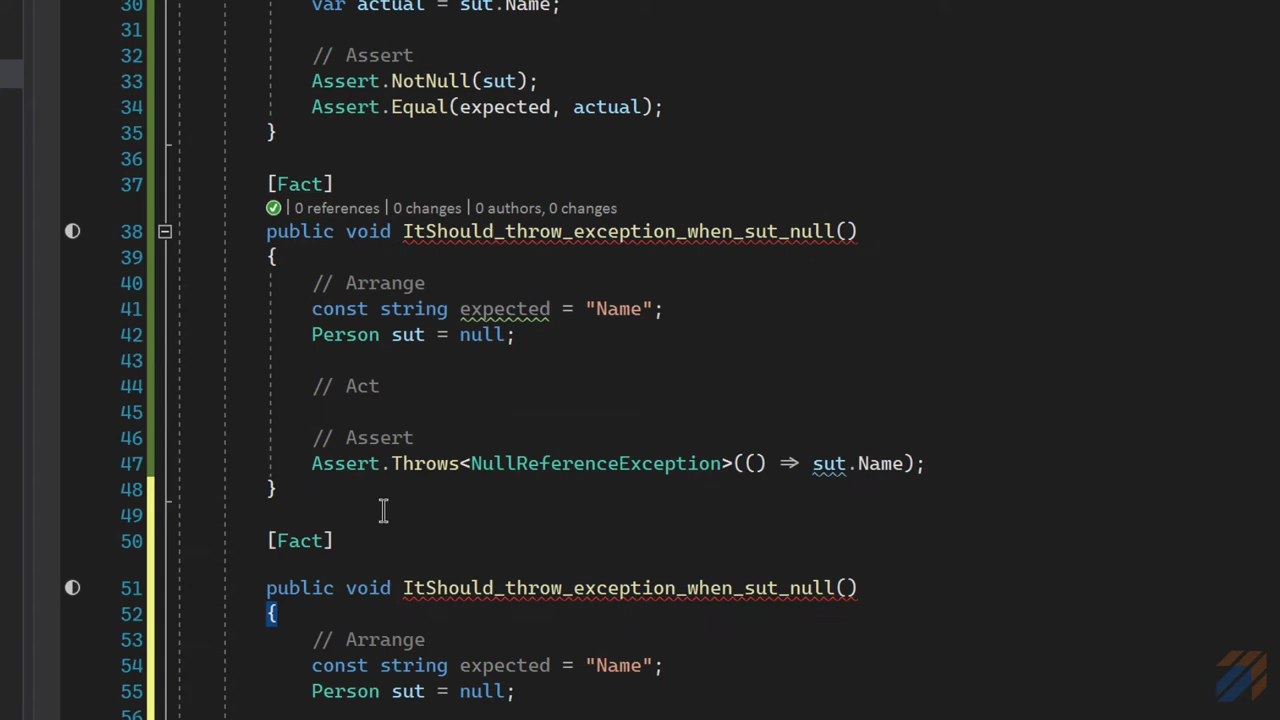 30 var actual = sut.Name;
31
32 // Assert
33 Assert.NotNull(sut);
34 Assert.Equal(expected, actual);
35 }
36
37 [Fact]
0 references | 0 changes | 0 authors, 0 changes
38 public void ItShould_throw_exception_when_sut_null()
39 {
40 // Arrange
41 const string expected = "Name";
42 Person sut = null;
43
44 // Act
45
46 // Assert
47 Assert.Throws<NullReferenceException>(() => sut.Name);
48 }
49
50 [Fact]
51 public void ItShould_throw_exception_when_sut_null()
52 {
53 // Arrange
54 const string expected = "Name";
55 Person sut = null;
56